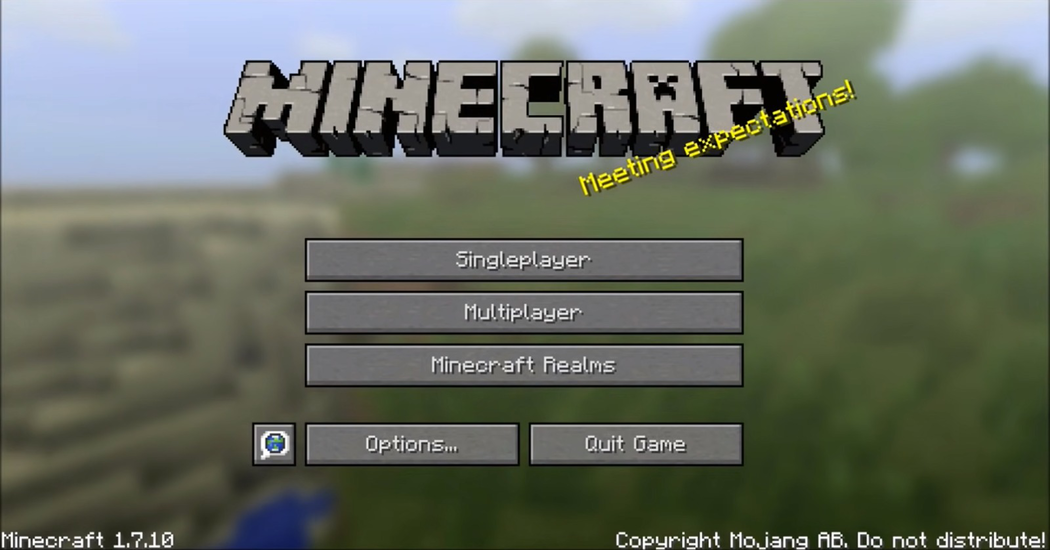 MINECRAFT
Meeting expectations!
Singleplayer
Multiplayer
Minecraft Realms
Options...
Quit Game
Minecraft 1.7.10
Copyright Mojang AB. Do not distribute!